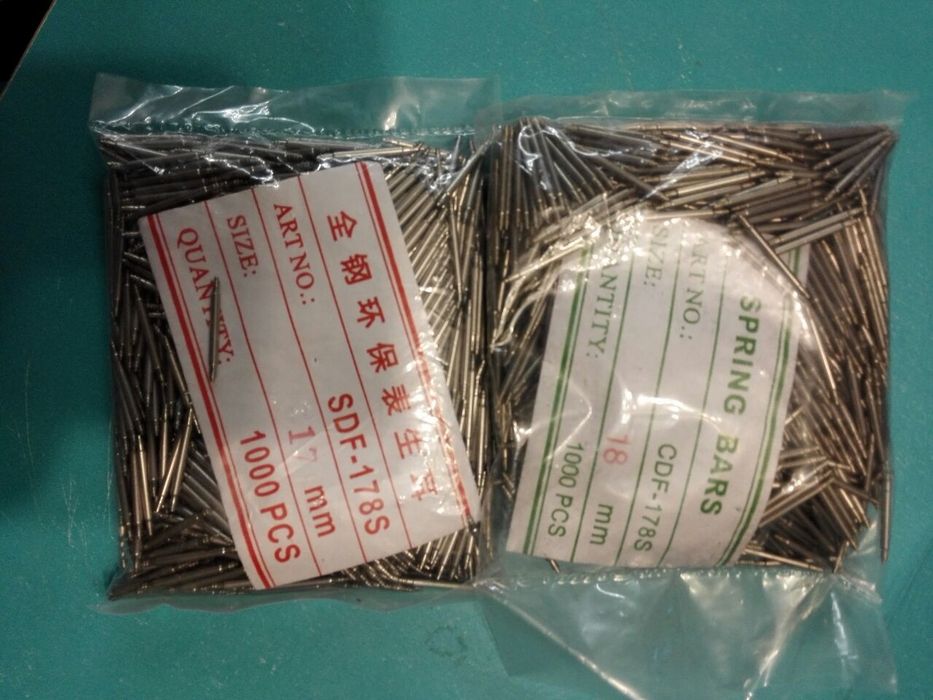 全钢环保表生耳
ART NO.: SDF-178S
SIZE: 17 mm
QUANTITY: 1000 PCS
SPRING BARS
ART NO.: CDF-178S
SIZE: 18 mm
QUANTITY: 1000 PCS